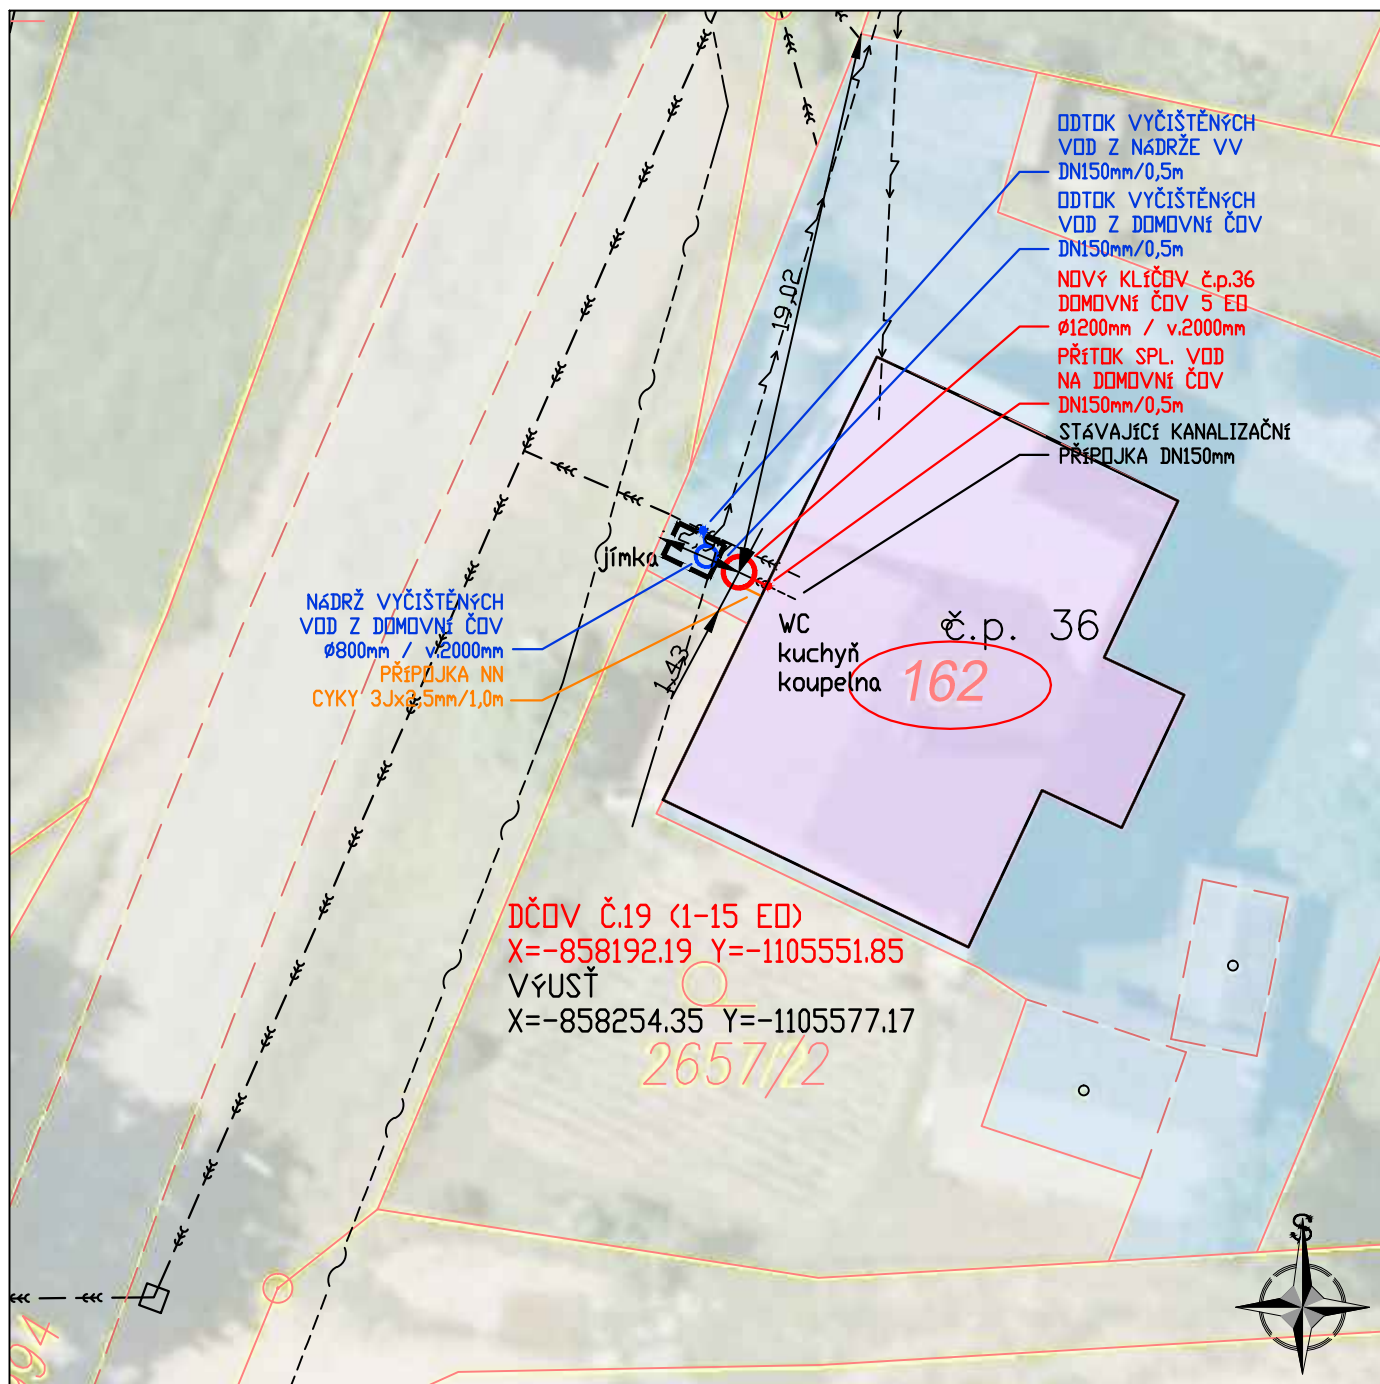 ODTOK VYČIŠTĚNÝCH
VOD Z NÁDRŽE VV
DN150mm/0,5m
ODTOK VYČIŠTĚNÝCH
VOD Z DOMOVNÍ ČOV
DN150mm/0,5m
NOVÝ KLÍČOV č.p.36
DOMOVNÍ ČOV 5 EO
Ø1200mm / v.2000mm
PŘÍTOK SPL. VOD
NA DOMOVNÍ ČOV
DN150mm/0,5m
STÁVAJÍCÍ KANALIZAČNÍ
PŘÍPOJKA DN150mm
19,02
jímka
NÁDRŽ VYČIŠTĚNÝCH
VOD Z DOMOVNÍ ČOV
Ø800mm / v.2000mm
PŘÍPOJKA NN
CYKY 3Jx2,5mm/1,0m
1,43
WC
kuchyň
koupelna
č.p. 36
162
DČOV Č.19 (1-15 EO)
X=-858192.19 Y=-1105551.85
VÝUSŤ
X=-858254.35 Y=-1105577.17
2657/22
S